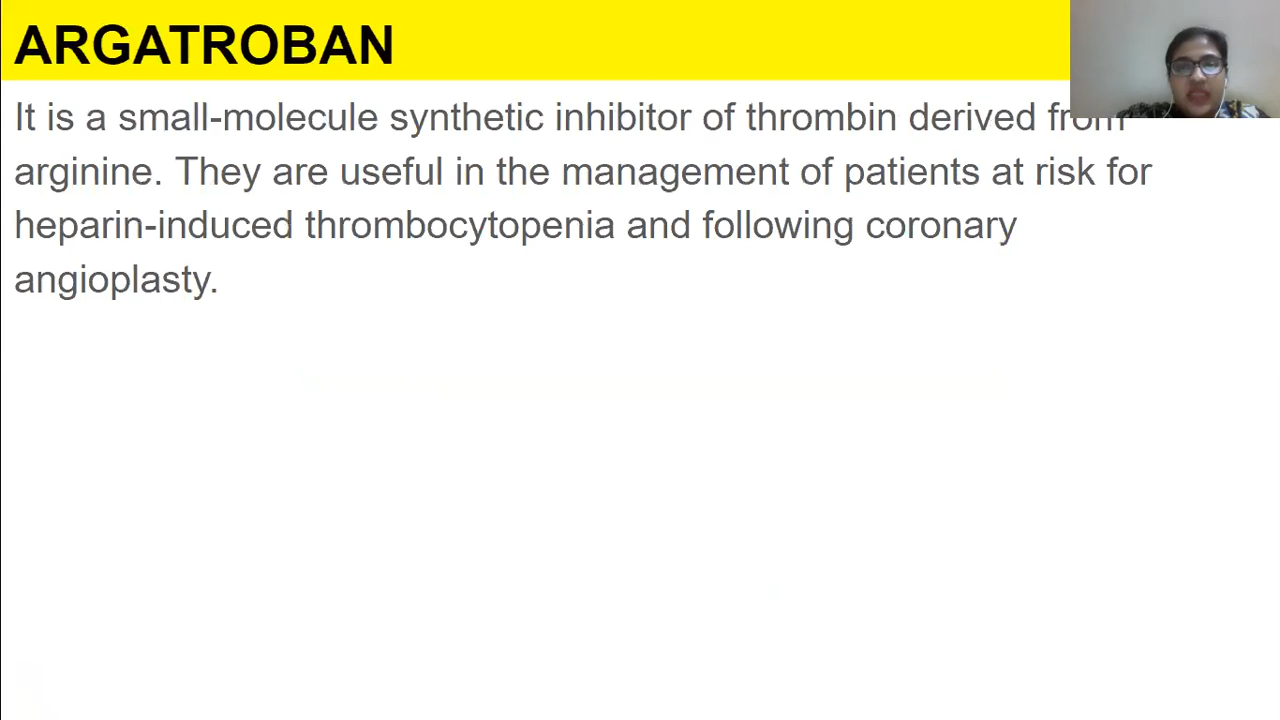 ARGATROBAN
It is a small-molecule synthetic inhibitor of thrombin derived from
arginine. They are useful in the management of patients at risk for
heparin-induced thrombocytopenia and following coronary
angioplasty.